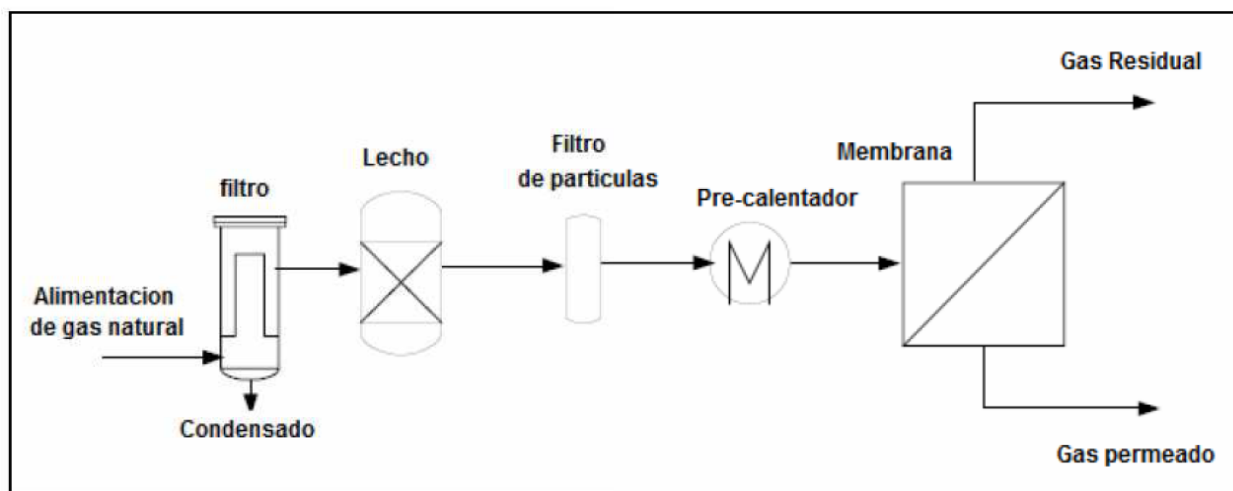 Gas Residual
Filtro
de particulas
Membrana
Lecho
filtro
Pre-calentador
Alimentacion
de gas natural
Condensado
Gas permeado